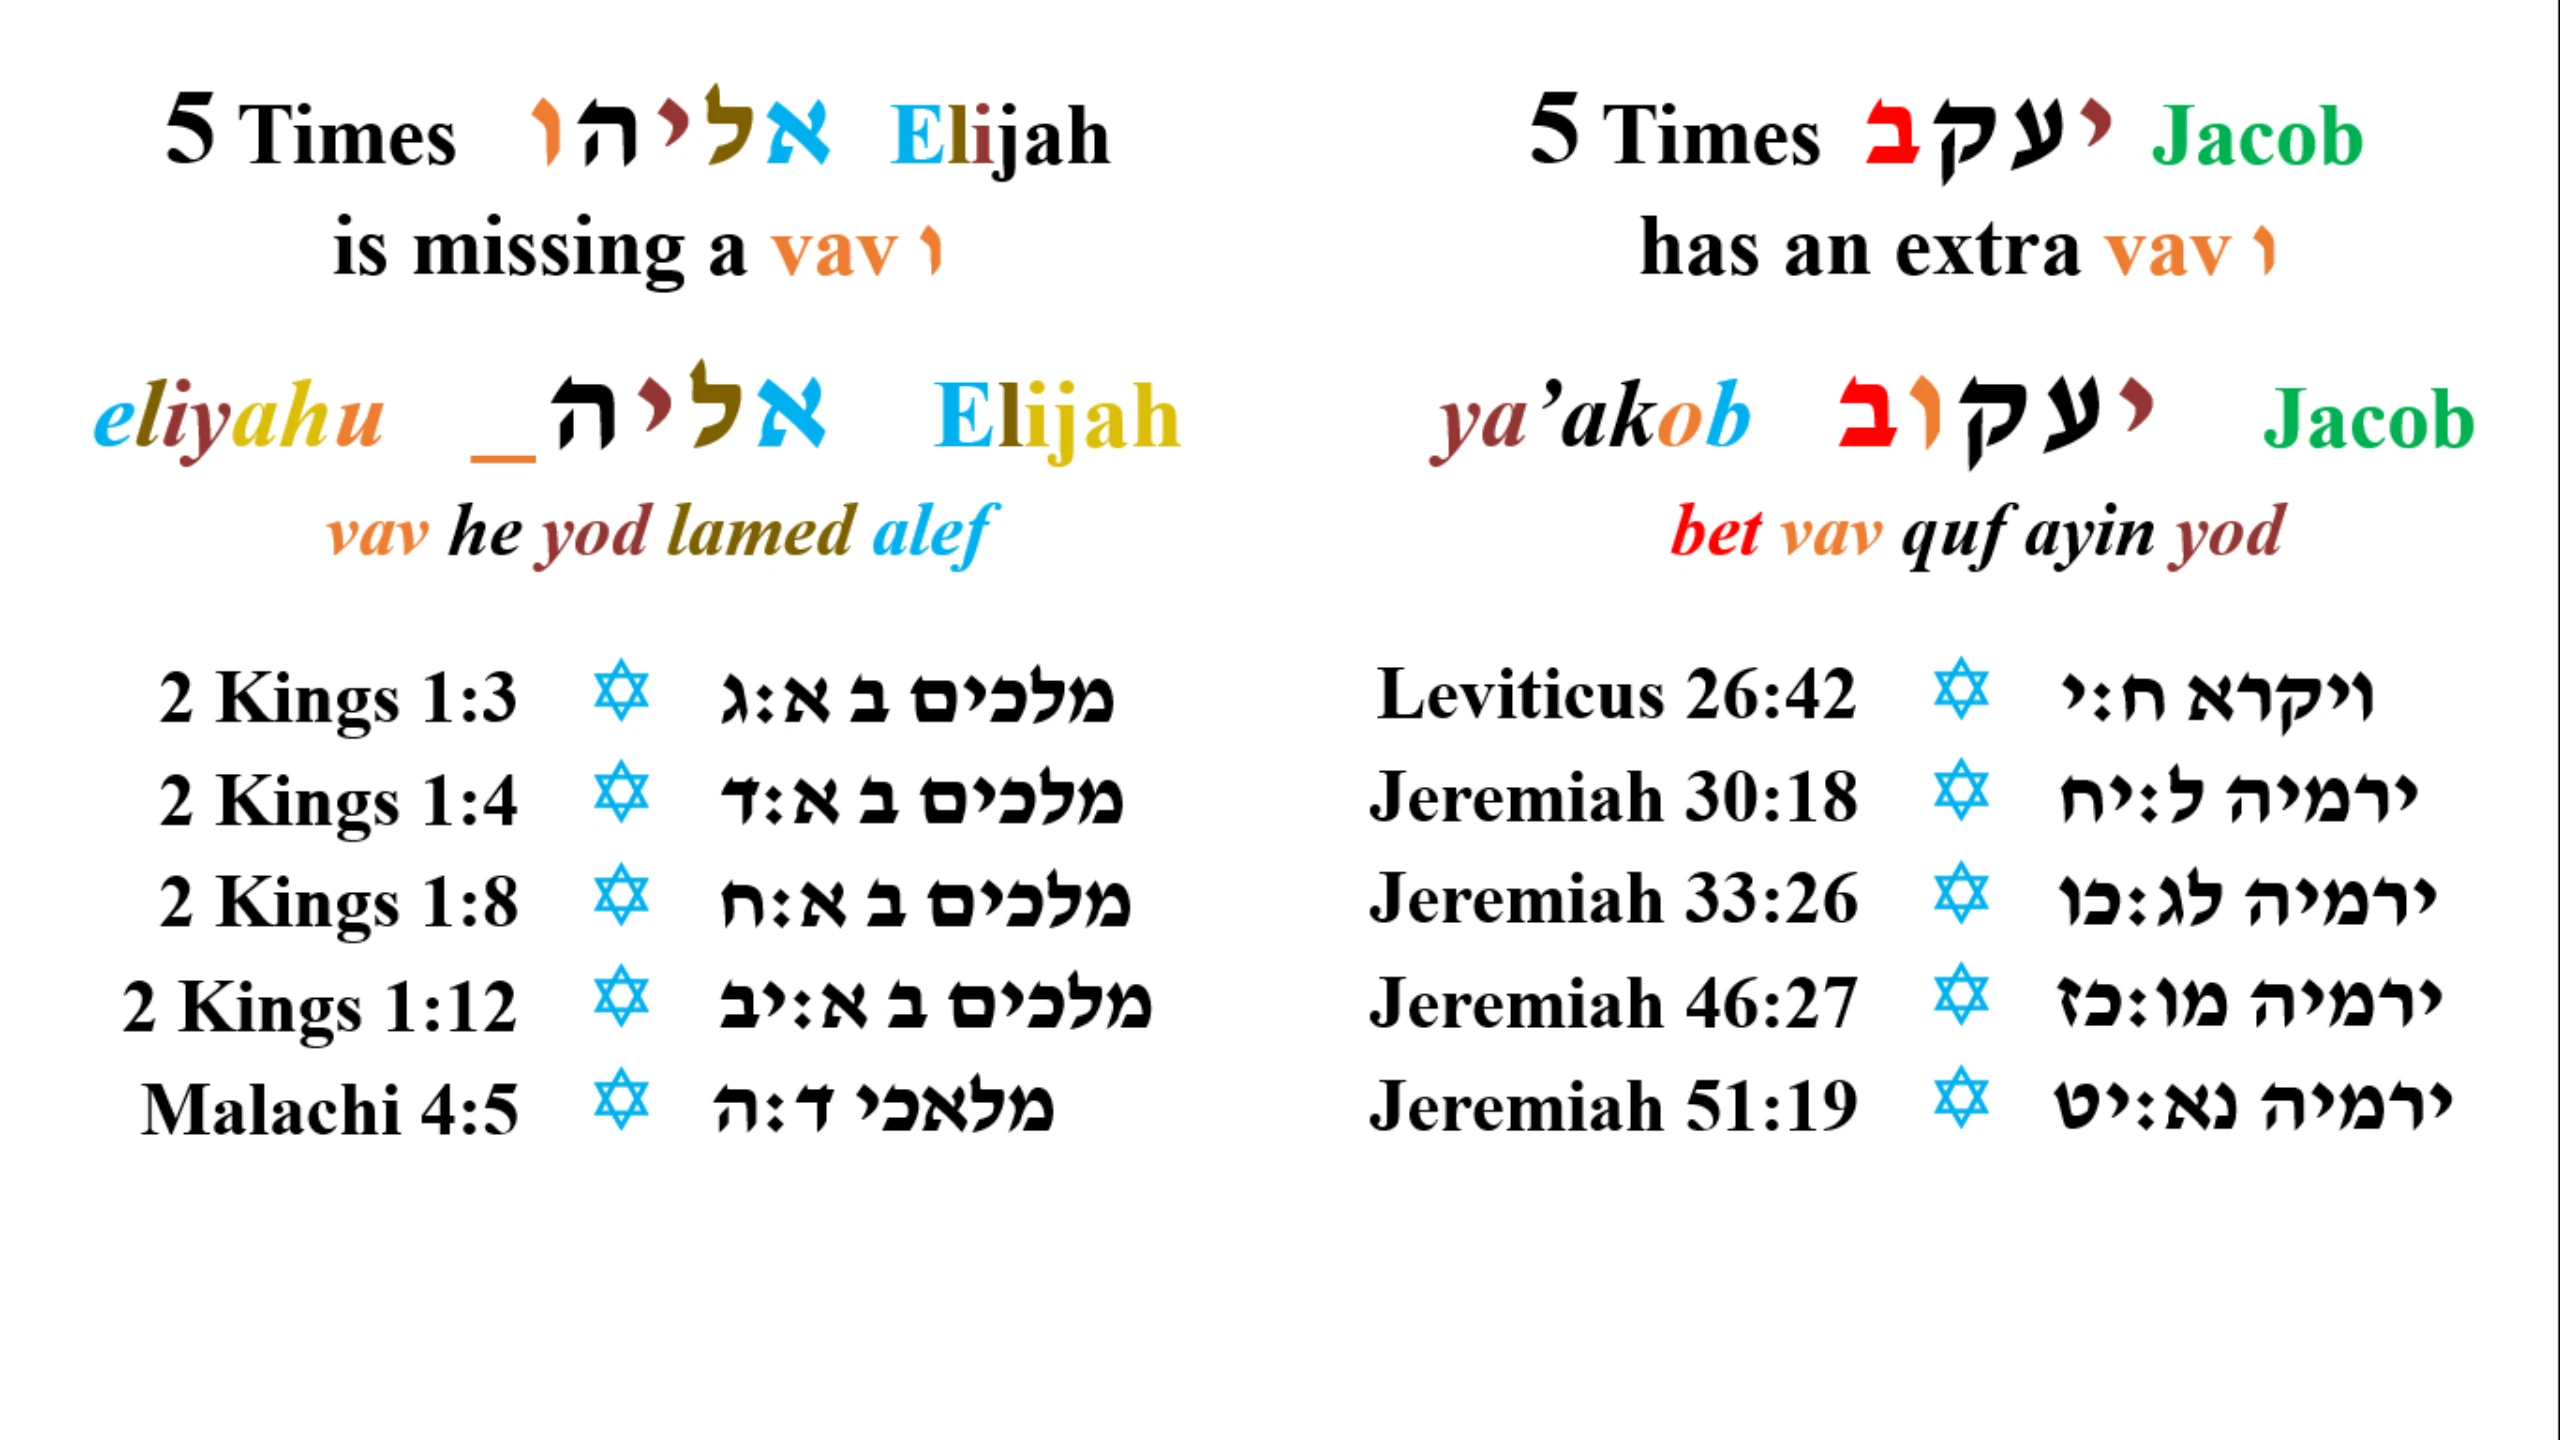 5 Times אליהו Elijah
is missing a vav ו
eliyahu _אליה Elijah
vav he yod lamed alef
2 Kings 1:3 ✡ מלכים ב א:ג
2 Kings 1:4 ✡ מלכים ב א:ד
2 Kings 1:8 ✡ מלכים ב א:ח
2 Kings 1:12 ✡ מלכים ב א:יב
Malachi 4:5 ✡ מלאכי ד:ה
5 Times יעקב Jacob
has an extra vav ו
ya’akob יעקוב Jacob
bet vav quf ayin yod
Leviticus 26:42 ✡ ויקרא ח:י
Jeremiah 30:18 ✡ ירמיה ל:יח
Jeremiah 33:26 ✡ ירמיה לג:כו
Jeremiah 46:27 ✡ ירמיה מו:כז
Jeremiah 51:19 ✡ ירמיה נא:יט